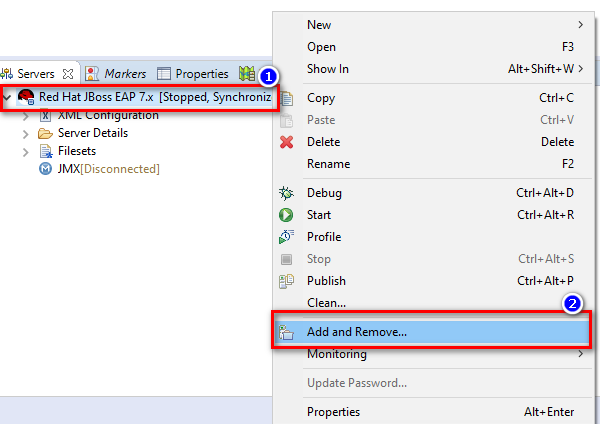 Servers
Markers
Properties
1
Red Hat JBoss EAP 7.x [Stopped, Synchroniz
XML Configuration
Server Details
Filesets
JMX[Disconnected]
New
Open F3
Show In Alt+Shift+W
Copy Ctrl+C
Paste Ctrl+V
Delete Delete
Rename F2
Debug Ctrl+Alt+D
Start Ctrl+Alt+R
Profile
Stop Ctrl+Alt+S
Publish Ctrl+Alt+P
Clean...
2
Add and Remove...
Monitoring
Update Password...
Properties Alt+Enter